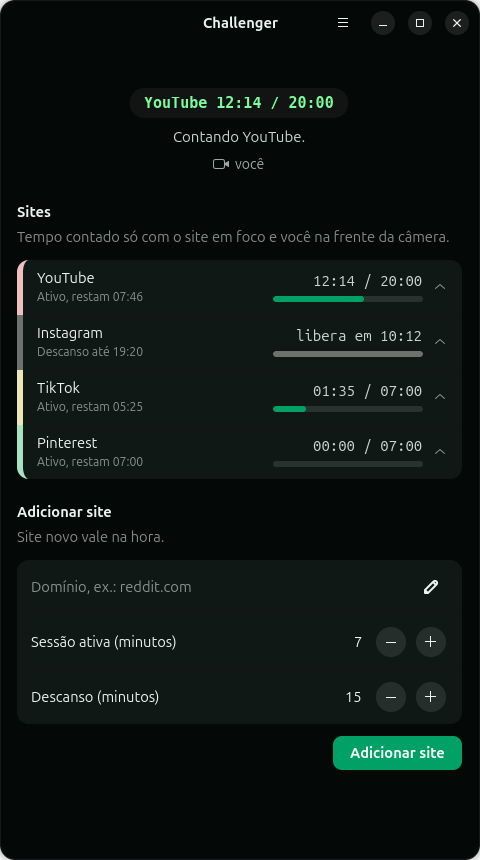 Challenger
YouTube 12:14 / 20:00
Contando YouTube.
você
Sites
Tempo contado só com o site em foco e você na frente da câmera.
YouTube
12:14 / 20:00
Ativo, restam 07:46
Instagram
libera em 10:12
Descanso até 19:20
TikTok
01:35 / 07:00
Ativo, restam 05:25
Pinterest
00:00 / 07:00
Ativo, restam 07:00
Adicionar site
Site novo vale na hora.
Domínio, ex.: reddit.com
Sessão ativa (minutos) 7
Descanso (minutos) 15
Adicionar site